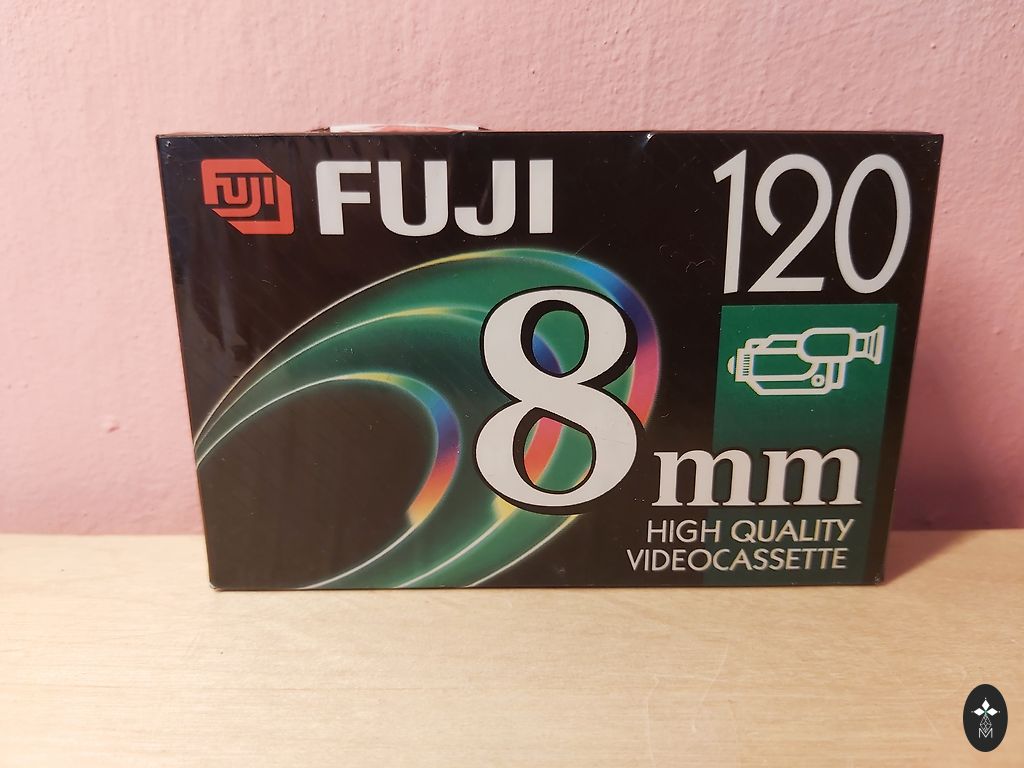 FUJI FUJI
120
8 mm
HIGH QUALITY
VIDEOCASSETTE
M